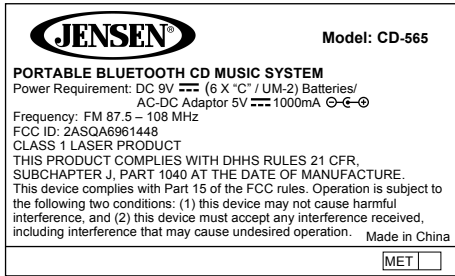 JENSEN®
Model: CD-565
PORTABLE BLUETOOTH CD MUSIC SYSTEM
Power Requirement: DC 9V (6 X “C” / UM-2) Batteries/
AC-DC Adaptor 5V 1000mA
Frequency: FM 87.5 – 108 MHz
FCC ID: 2ASQA6961448
CLASS 1 LASER PRODUCT
THIS PRODUCT COMPLIES WITH DHHS RULES 21 CFR,
SUBCHAPTER J, PART 1040 AT THE DATE OF MANUFACTURE.
This device complies with Part 15 of the FCC rules. Operation is subject to
the following two conditions: (1) this device may not cause harmful
interference, and (2) this device must accept any interference received,
including interference that may cause undesired operation.
Made in China
MET